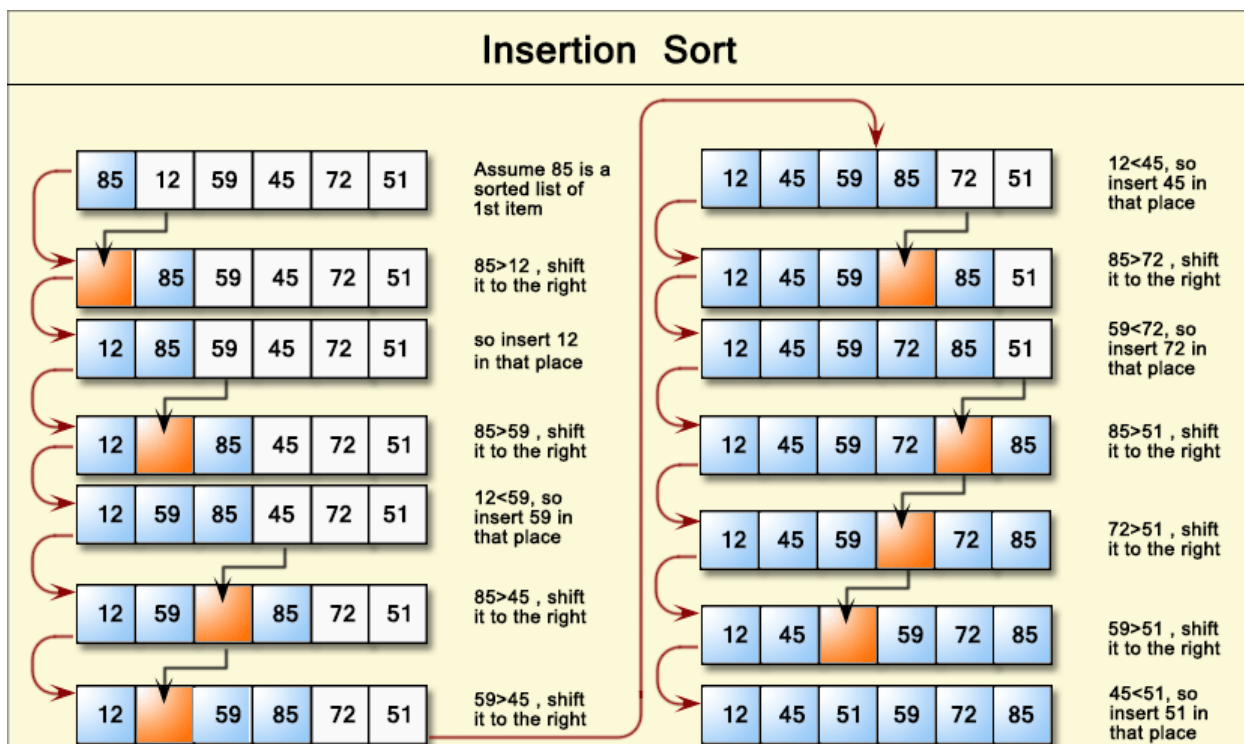 Insertion Sort
85 12 59 45 72 51
Assume 85 is a
sorted list of
1st item
85 59 45 72 51
85>12 , shift
it to the right
12 85 59 45 72 51
so insert 12
in that place
12 85 45 72 51
85>59 , shift
it to the right
12 59 85 45 72 51
12<59, so
insert 59 in
that place
12 59 85 72 51
85>45 , shift
it to the right
12 59 85 72 51
59>45 , shift
it to the right
12 45 59 85 72 51
12<45, so
insert 45 in
that place
12 45 59 85 51
85>72 , shift
it to the right
12 45 59 72 85 51
59<72, so
insert 72 in
that place
12 45 59 72 85
85>51 , shift
it to the right
12 45 59 72 85
72>51 , shift
it to the right
12 45 59 72 85
59>51 , shift
it to the right
12 45 51 59 72 85
45<51, so
insert 51 in
that place